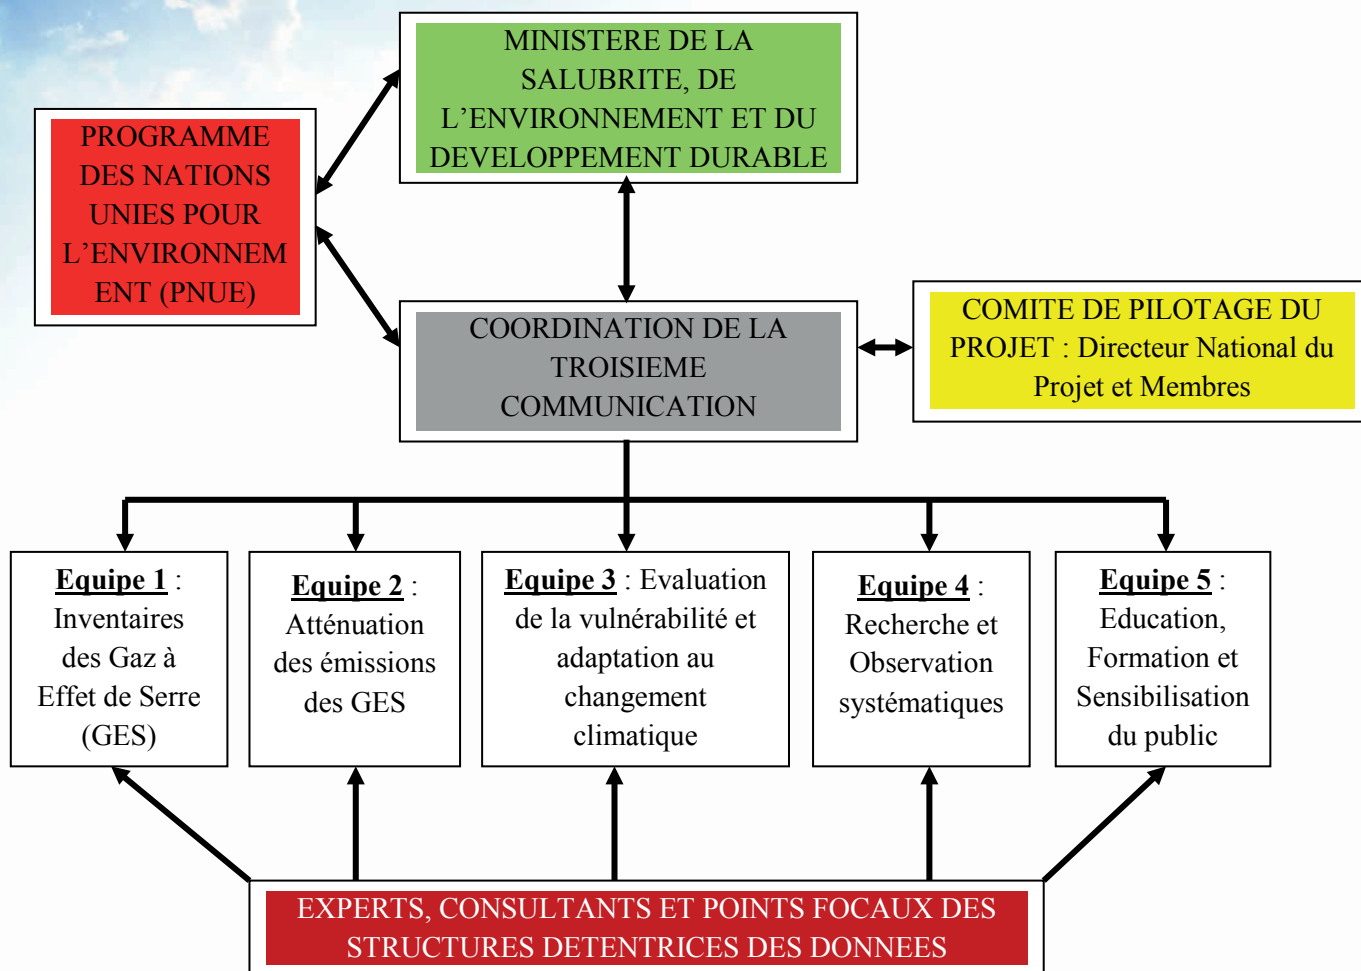 MINISTERE DE LA
SALUBRITE, DE
L’ENVIRONNEMENT ET DU
DEVELOPPEMENT DURABLE
PROGRAMME
DES NATIONS
UNIES POUR
L’ENVIRONNEM
ENT (PNUE)
COORDINATION DE LA
TROISIEME
COMMUNICATION
COMITE DE PILOTAGE DU
PROJET : Directeur National du
Projet et Membres
Equipe 1 :
Inventaires
des Gaz à
Effet de Serre
(GES)
Equipe 2 :
Atténuation
des émissions
des GES
Equipe 3 : Evaluation
de la vulnérabilité et
adaptation au
changement
climatique
Equipe 4 :
Recherche et
Observation
systématiques
Equipe 5 :
Education,
Formation et
Sensibilisation
du public
EXPERTS, CONSULTANTS ET POINTS FOCAUX DES
STRUCTURES DETENTRICES DES DONNEES